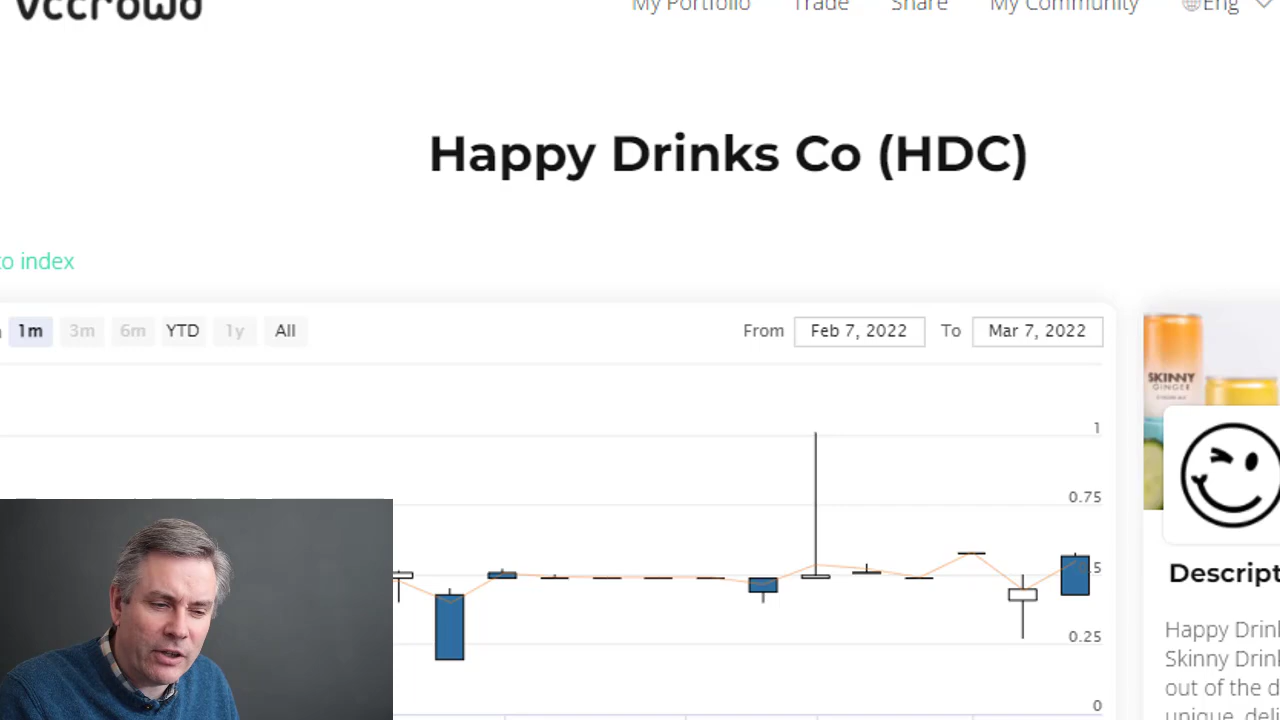 vccrowd
My Portfolio Trade Share My Community Eng
Happy Drinks Co (HDC)
to index
1m 3m 6m YTD 1y All From Feb 7, 2022 To Mar 7, 2022
1
0.75
5
0.25
0
SKINNY
GINGER
Descript
Happy Drin
Skinny Drin
out of the d
unique, deli